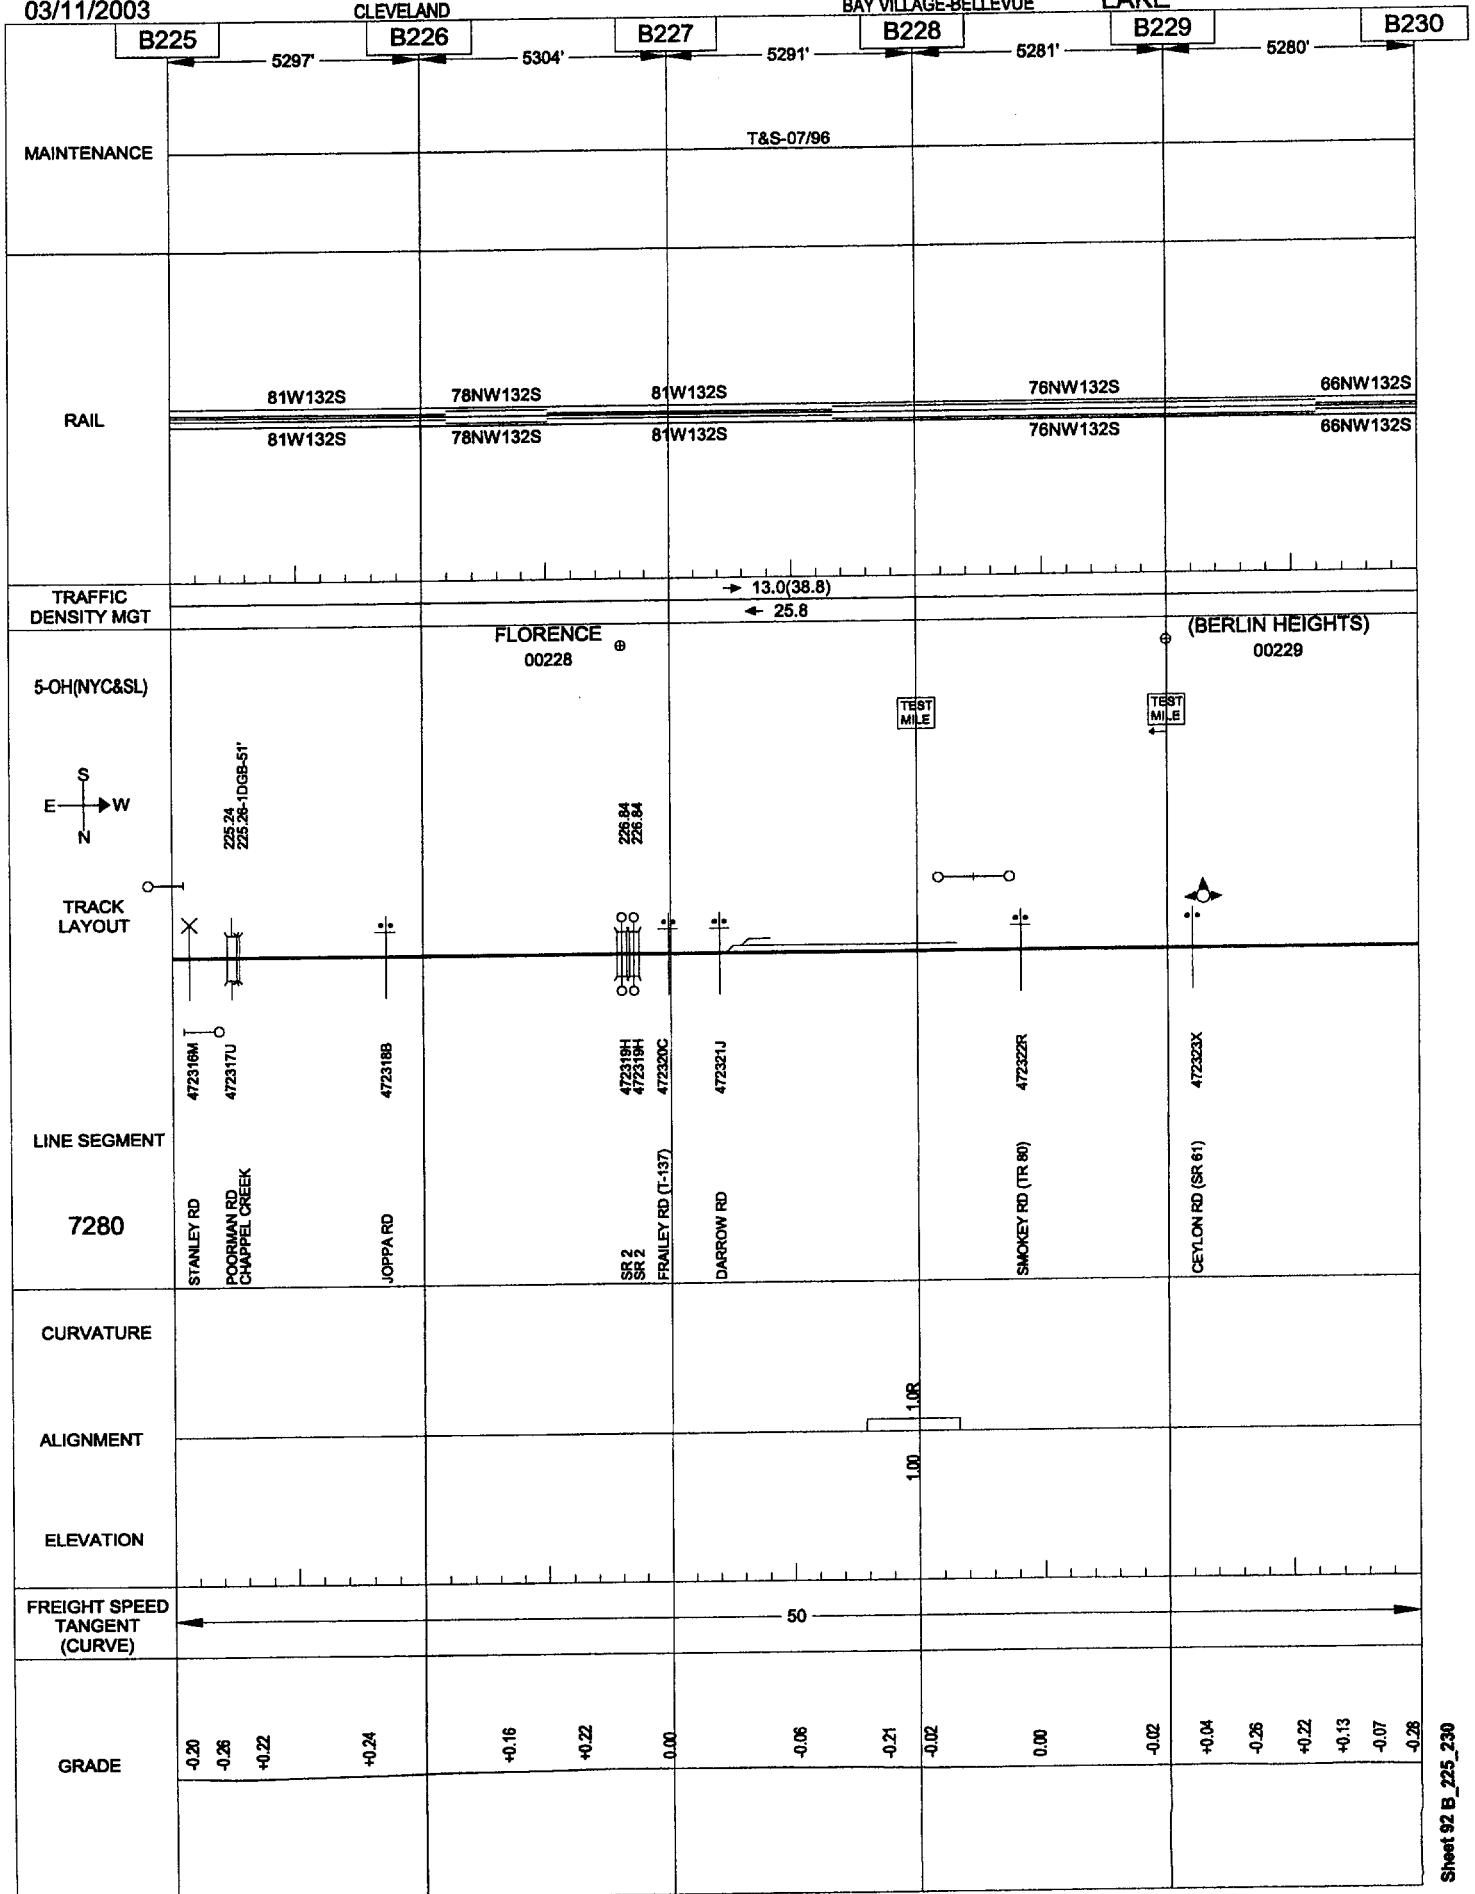 03/11/2003
CLEVELAND
BAY VILLAGE-BELLEVUE
LAKE
B225
B226
B227
B228
B229
B230
5297'
5304'
5291'
5281'
5280'
MAINTENANCE
T&S-07/96
RAIL
81W132S
78NW132S
81W132S
76NW132S
66NW132S
81W132S
78NW132S
81W132S
76NW132S
66NW132S
TRAFFIC
DENSITY MGT
13.0(38.8)
25.8
FLORENCE
00228
(BERLIN HEIGHTS)
00229
5-OH(NYC&SL)
TEST
MILE
TEST
MILE
S
E
W
N
225.24
225.26-1DGB-51'
226.84
226.84
TRACK
LAYOUT
472316M
472317U
472318B
472319H
472319H
472320C
472321J
472322R
472323X
LINE SEGMENT
7280
STANLEY RD
POORMAN RD
CHAPPEL CREEK
JOPPA RD
SR 2
SR 2
FRAILEY RD (T-137)
DARROW RD
SMOKEY RD (TR 80)
CEYLON RD (SR 61)
CURVATURE
1.0R
ALIGNMENT
1.00
ELEVATION
FREIGHT SPEED
TANGENT
(CURVE)
50
GRADE
-0.20
-0.26
+0.22
+0.24
+0.16
+0.22
0.00
-0.06
-0.21
-0.02
0.00
-0.02
+0.04
-0.26
+0.22
+0.13
-0.07
-0.28
Sheet 92 B_225_230